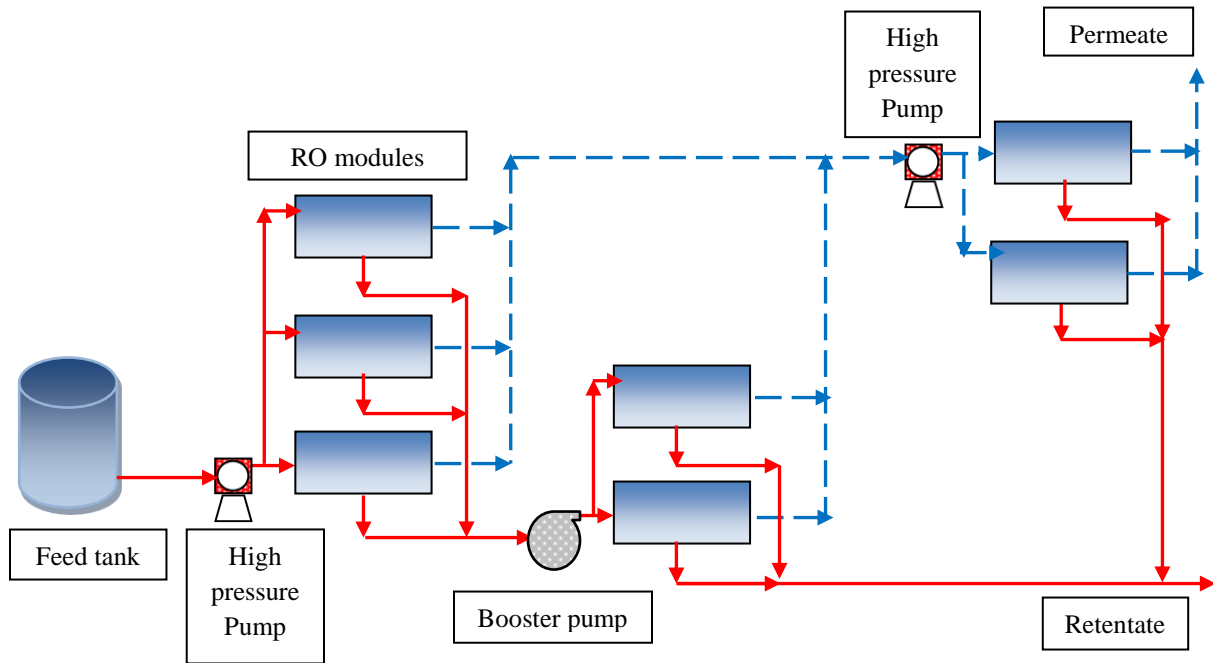 High
pressure
Pump
Permeate
RO modules
Feed tank
High
pressure
Pump
Booster pump
Retentate